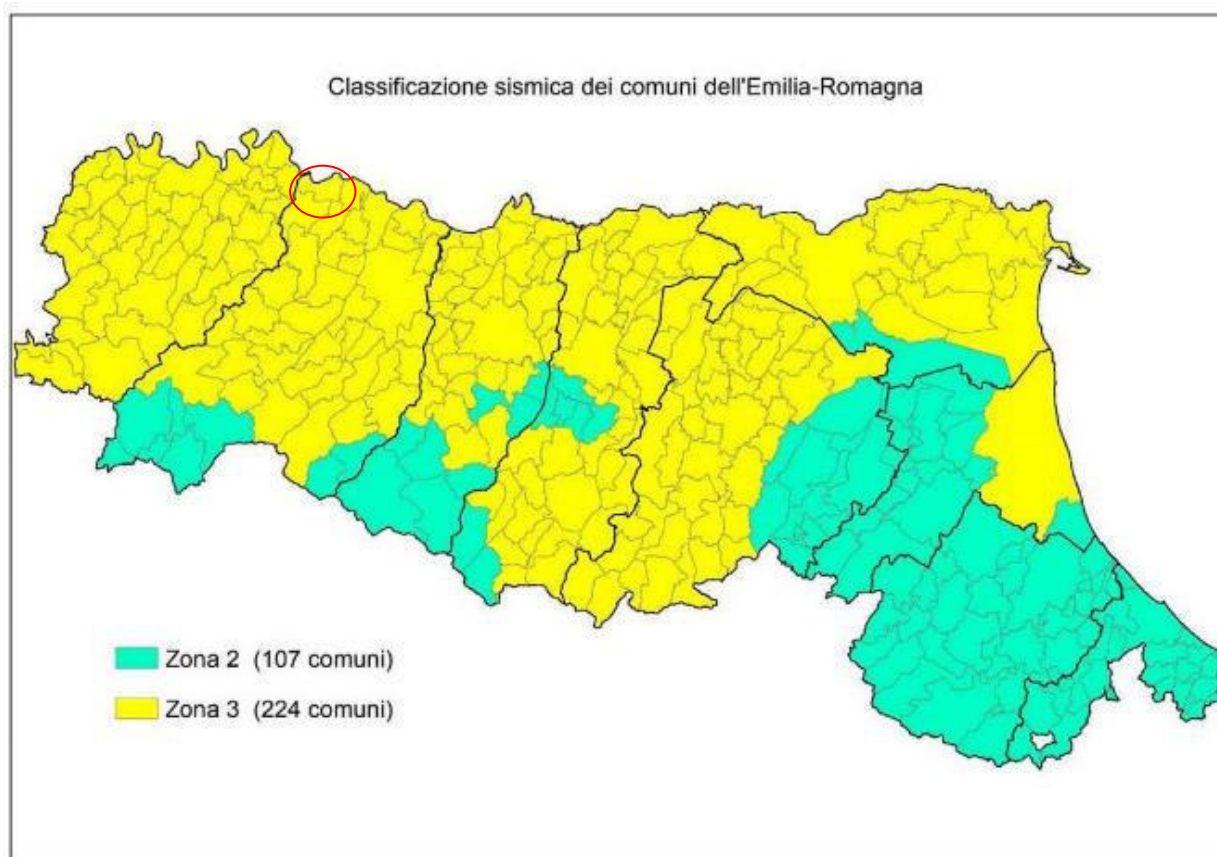 Classificazione sismica dei comuni dell'Emilia-Romagna
Zona 2 (107 comuni)
Zona 3 (224 comuni)